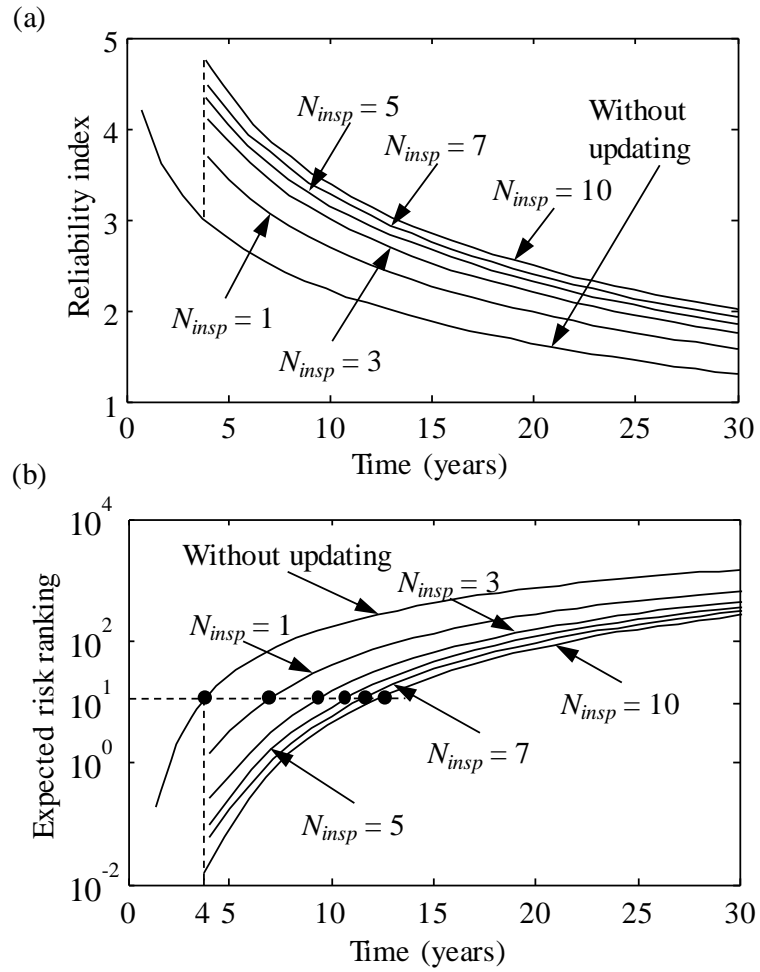 (a)
5
4
3
2
1
Reliability index
N_insp = 5
N_insp = 7
N_insp = 10
Without
updating
N_insp = 1
N_insp = 3
0 5 10 15 20 25 30
Time (years)
(b)
10^4
10^2
10^1
10^0
10^-2
Expected risk ranking
Without updating
N_insp = 3
N_insp = 1
N_insp = 10
N_insp = 7
N_insp = 5
0 4 5 10 15 20 25 30
Time (years)